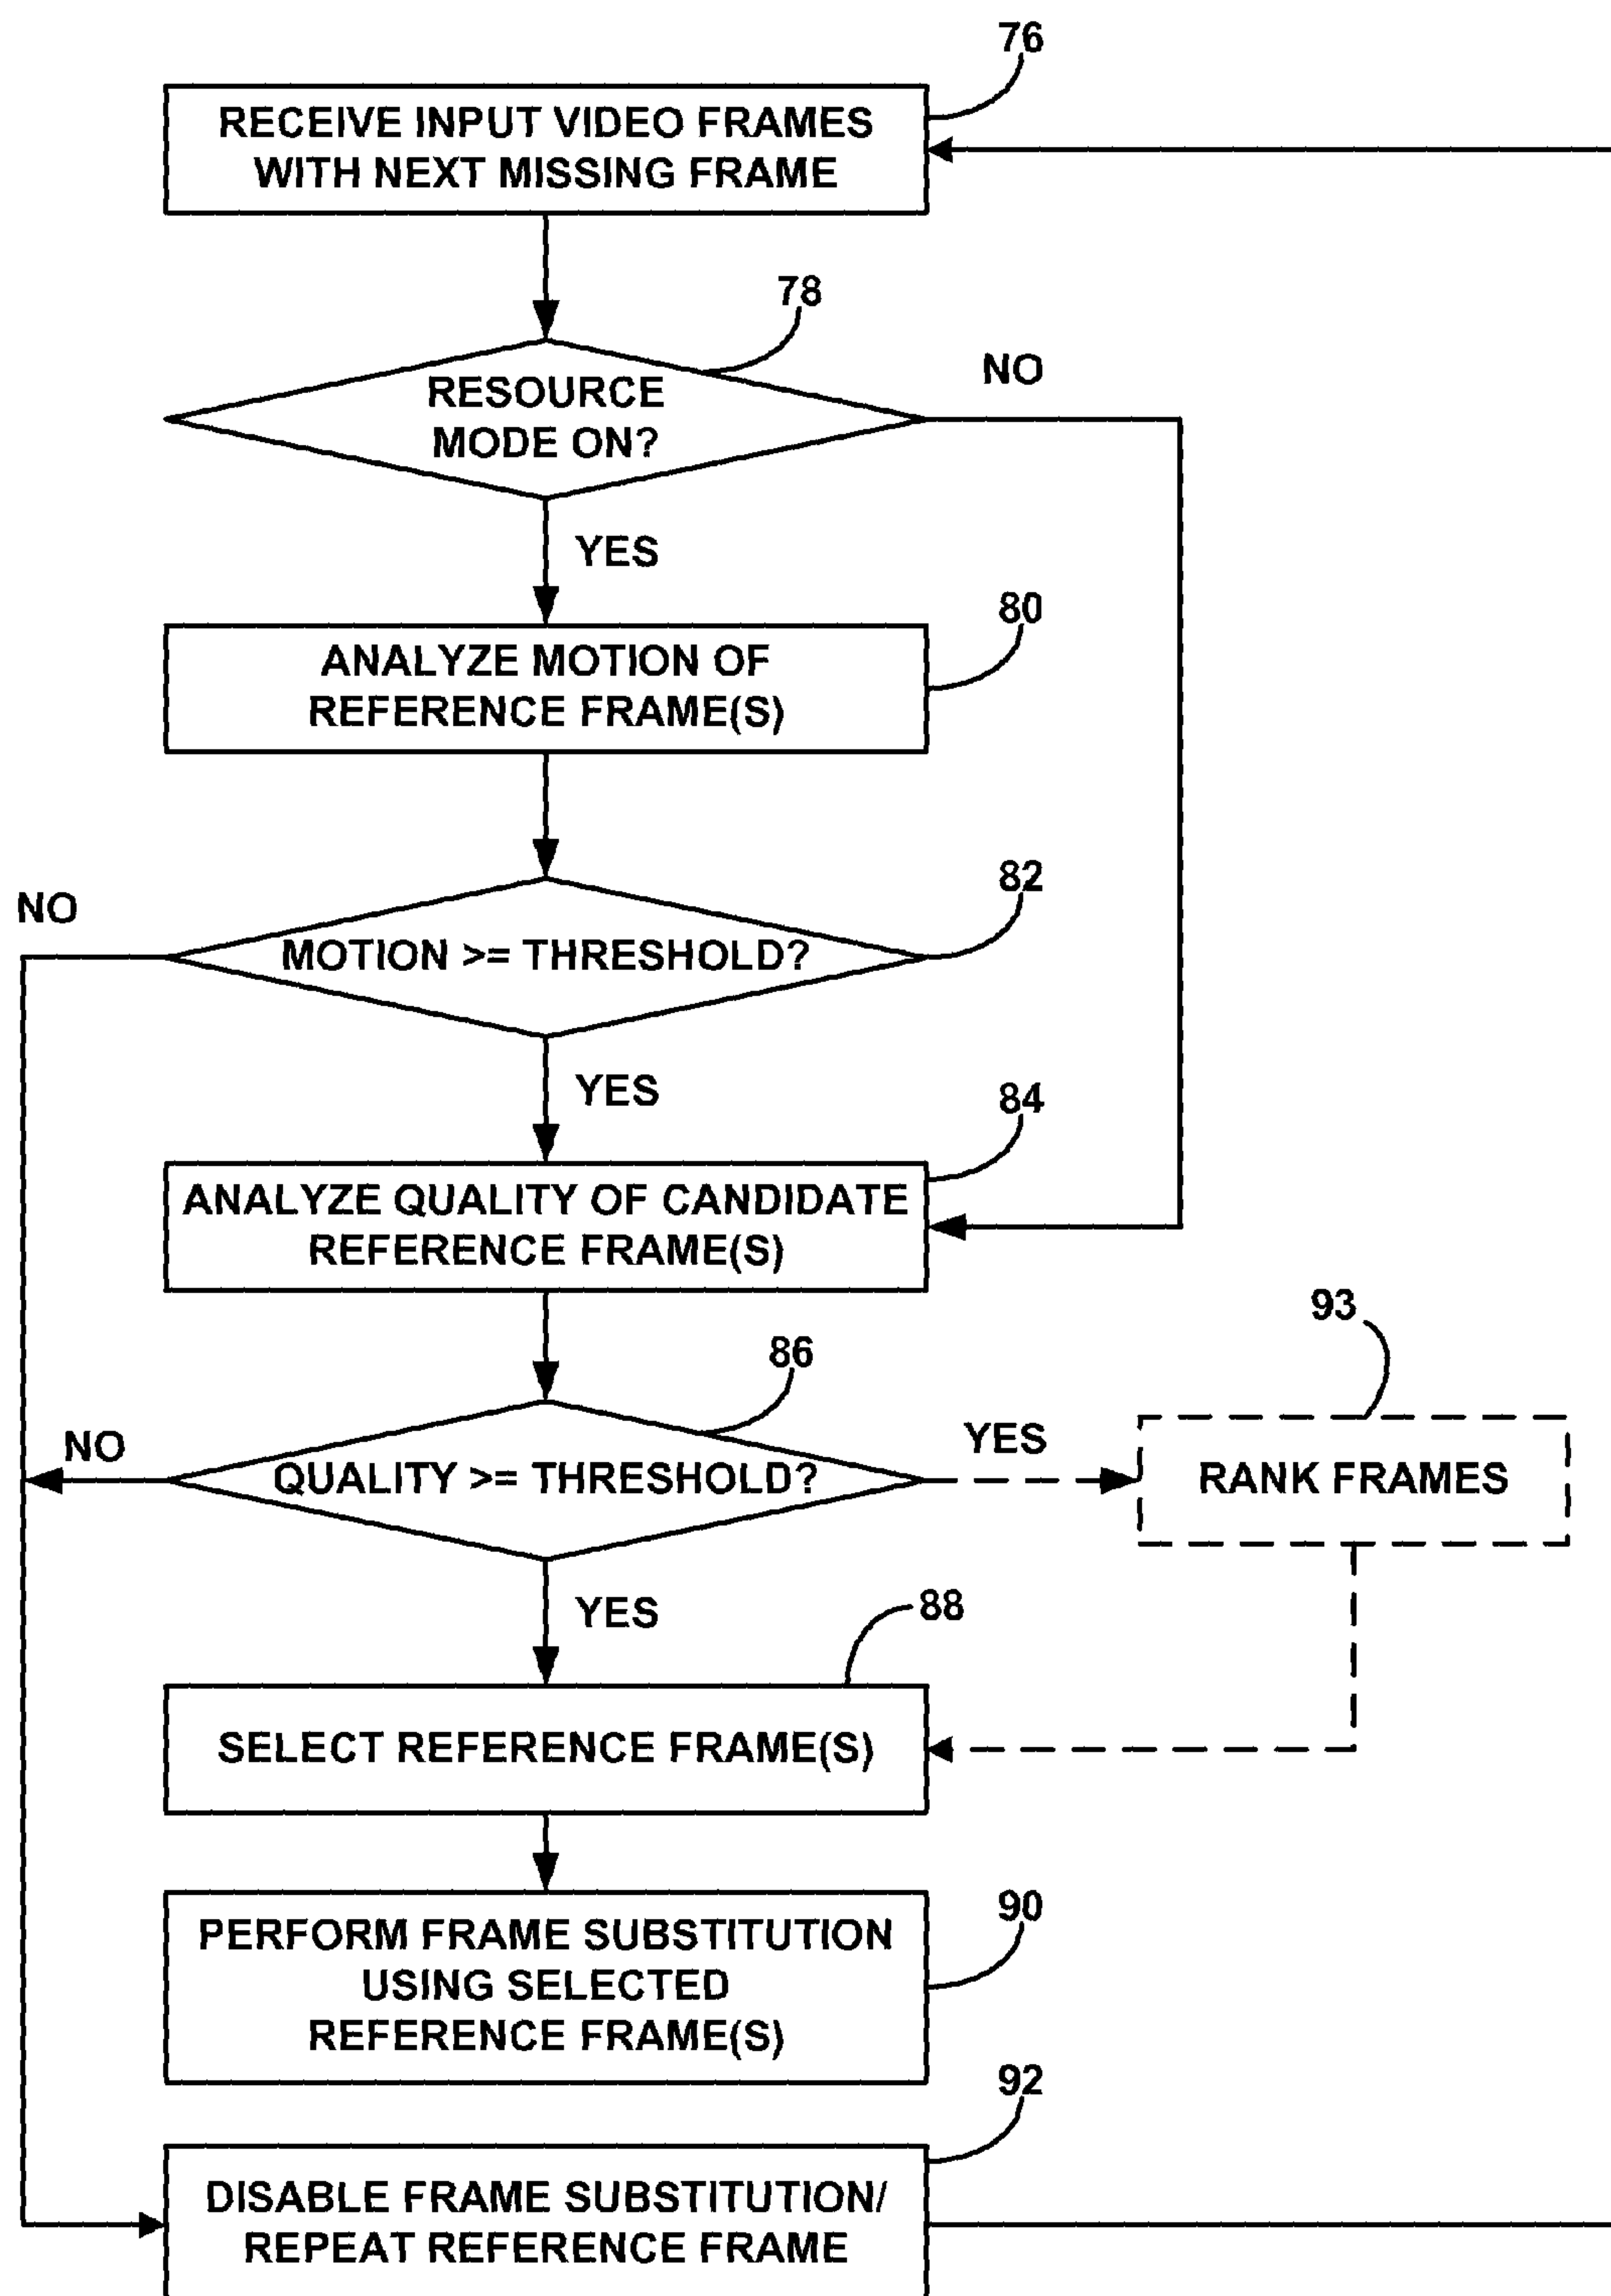 76
RECEIVE INPUT VIDEO FRAMES
WITH NEXT MISSING FRAME
78
RESOURCE
MODE ON?
NO
YES
80
ANALYZE MOTION OF
REFERENCE FRAME(S)
82
NO
MOTION >= THRESHOLD?
YES
84
ANALYZE QUALITY OF CANDIDATE
REFERENCE FRAME(S)
93
86
NO
QUALITY >= THRESHOLD?
YES
RANK FRAMES
YES
88
SELECT REFERENCE FRAME(S)
90
PERFORM FRAME SUBSTITUTION
USING SELECTED
REFERENCE FRAME(S)
92
DISABLE FRAME SUBSTITUTION/
REPEAT REFERENCE FRAME